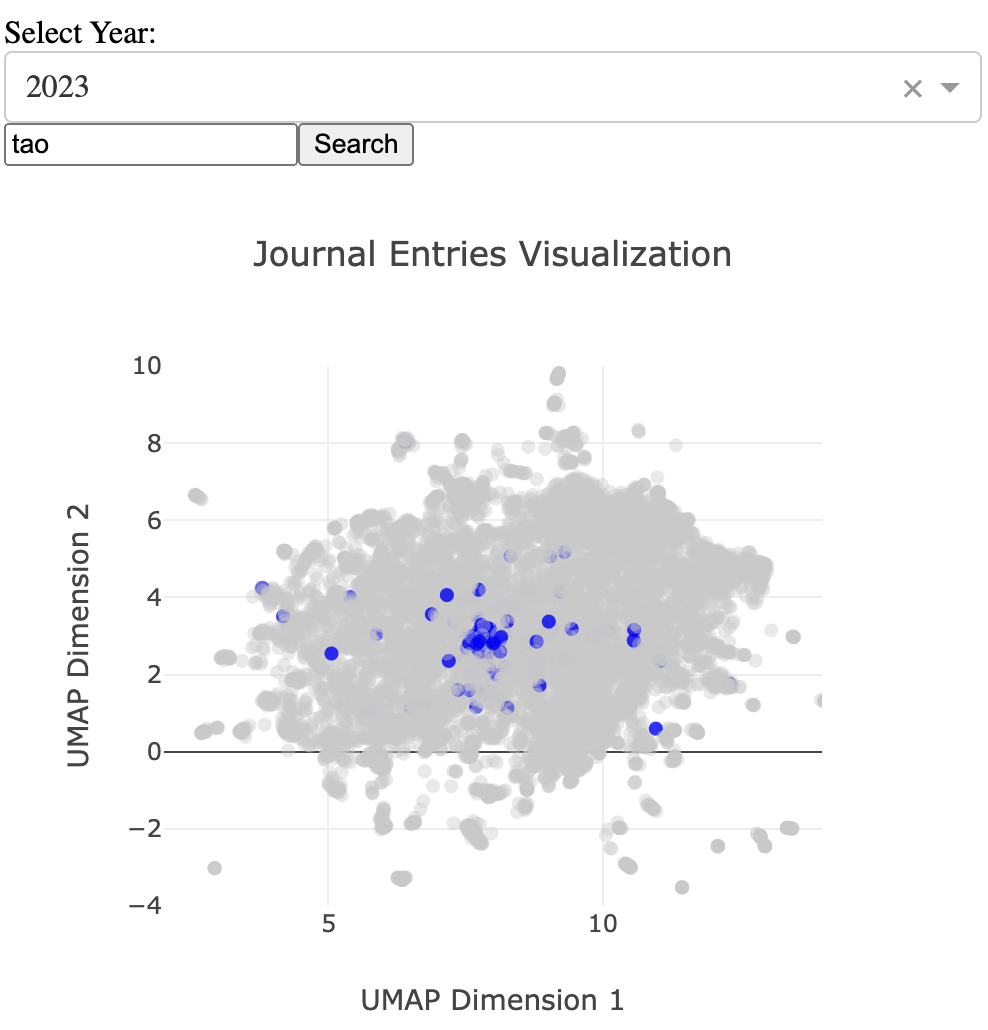 Select Year:
2023
tao
Search
Journal Entries Visualization
10
8
6
4
2
0
−2
−4
UMAP Dimension 2
5
10
UMAP Dimension 1